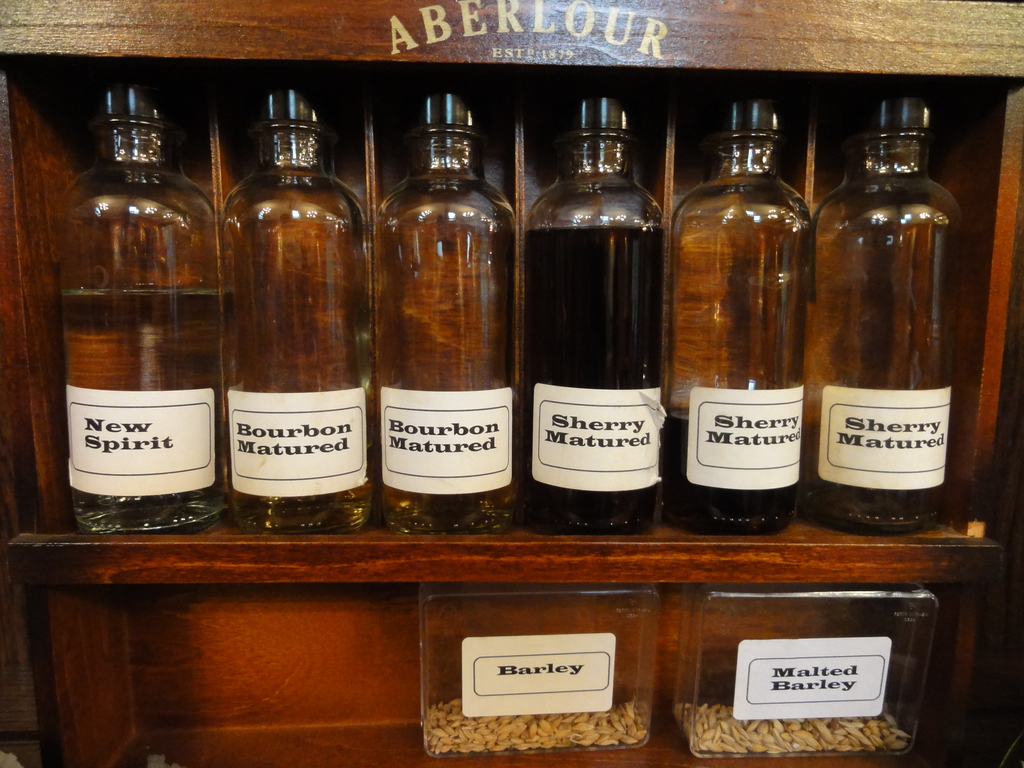 ABERLOUR
ESTD 1879
New
Spirit
Bourbon
Matured
Bourbon
Matured
Sherry
Matured
Sherry
Matured
Sherry
Matured
Barley
Malted
Barley